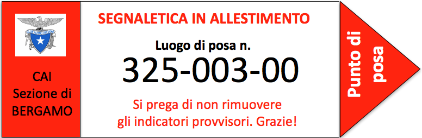 CAI
Sezione di
BERGAMO
SEGNALETICA IN ALLESTIMENTO
Luogo di posa n.
325-003-00
Si prega di non rimuovere
gli indicatori provvisori. Grazie!
Punto di
posa